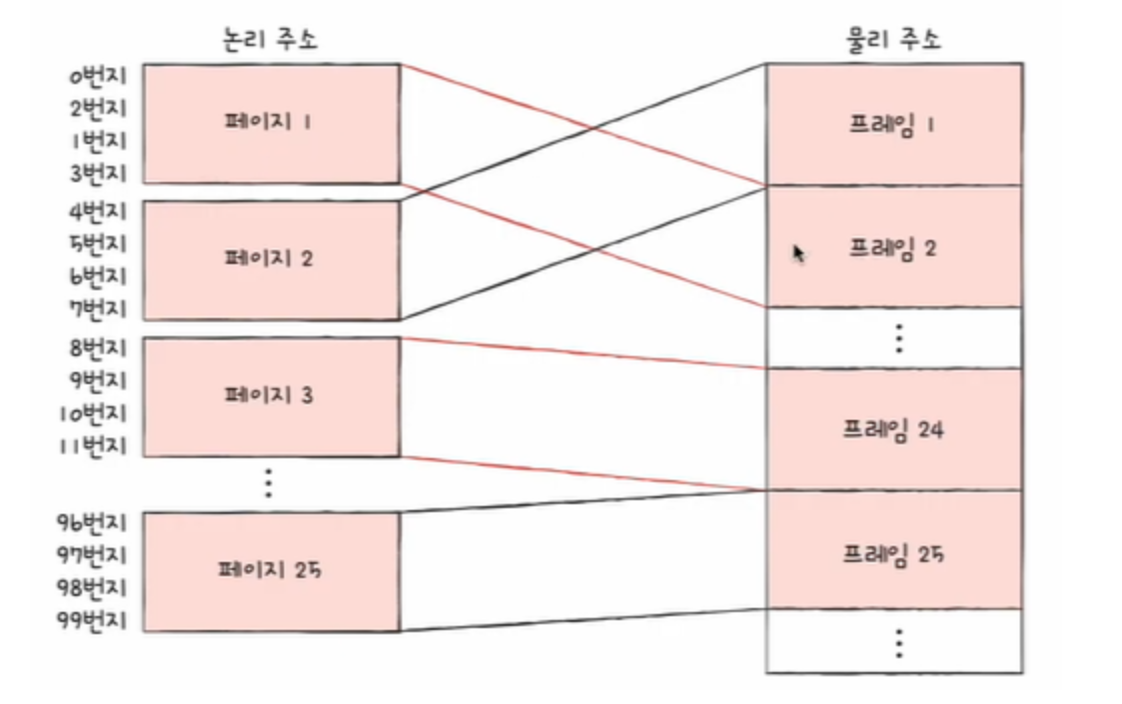 논리 주소
0번지
2번지
1번지
3번지
페이지 1
4번지
5번지
6번지
7번지
페이지 2
8번지
9번지
10번지
11번지
페이지 3
96번지
97번지
98번지
99번지
페이지 25
물리 주소
프레임 1
프레임 2
프레임 24
프레임 25